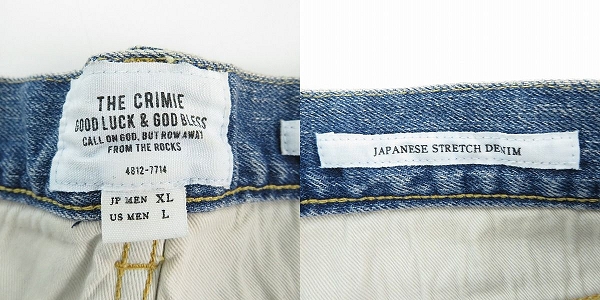 THE CRIMIE
GOOD LUCK & GOD BLESS
CALL ON GOD, BUT ROW AWAY
FROM THE ROCKS
4812-7714
JP MEN XL
US MEN L
JAPANESE STRETCH DENIM